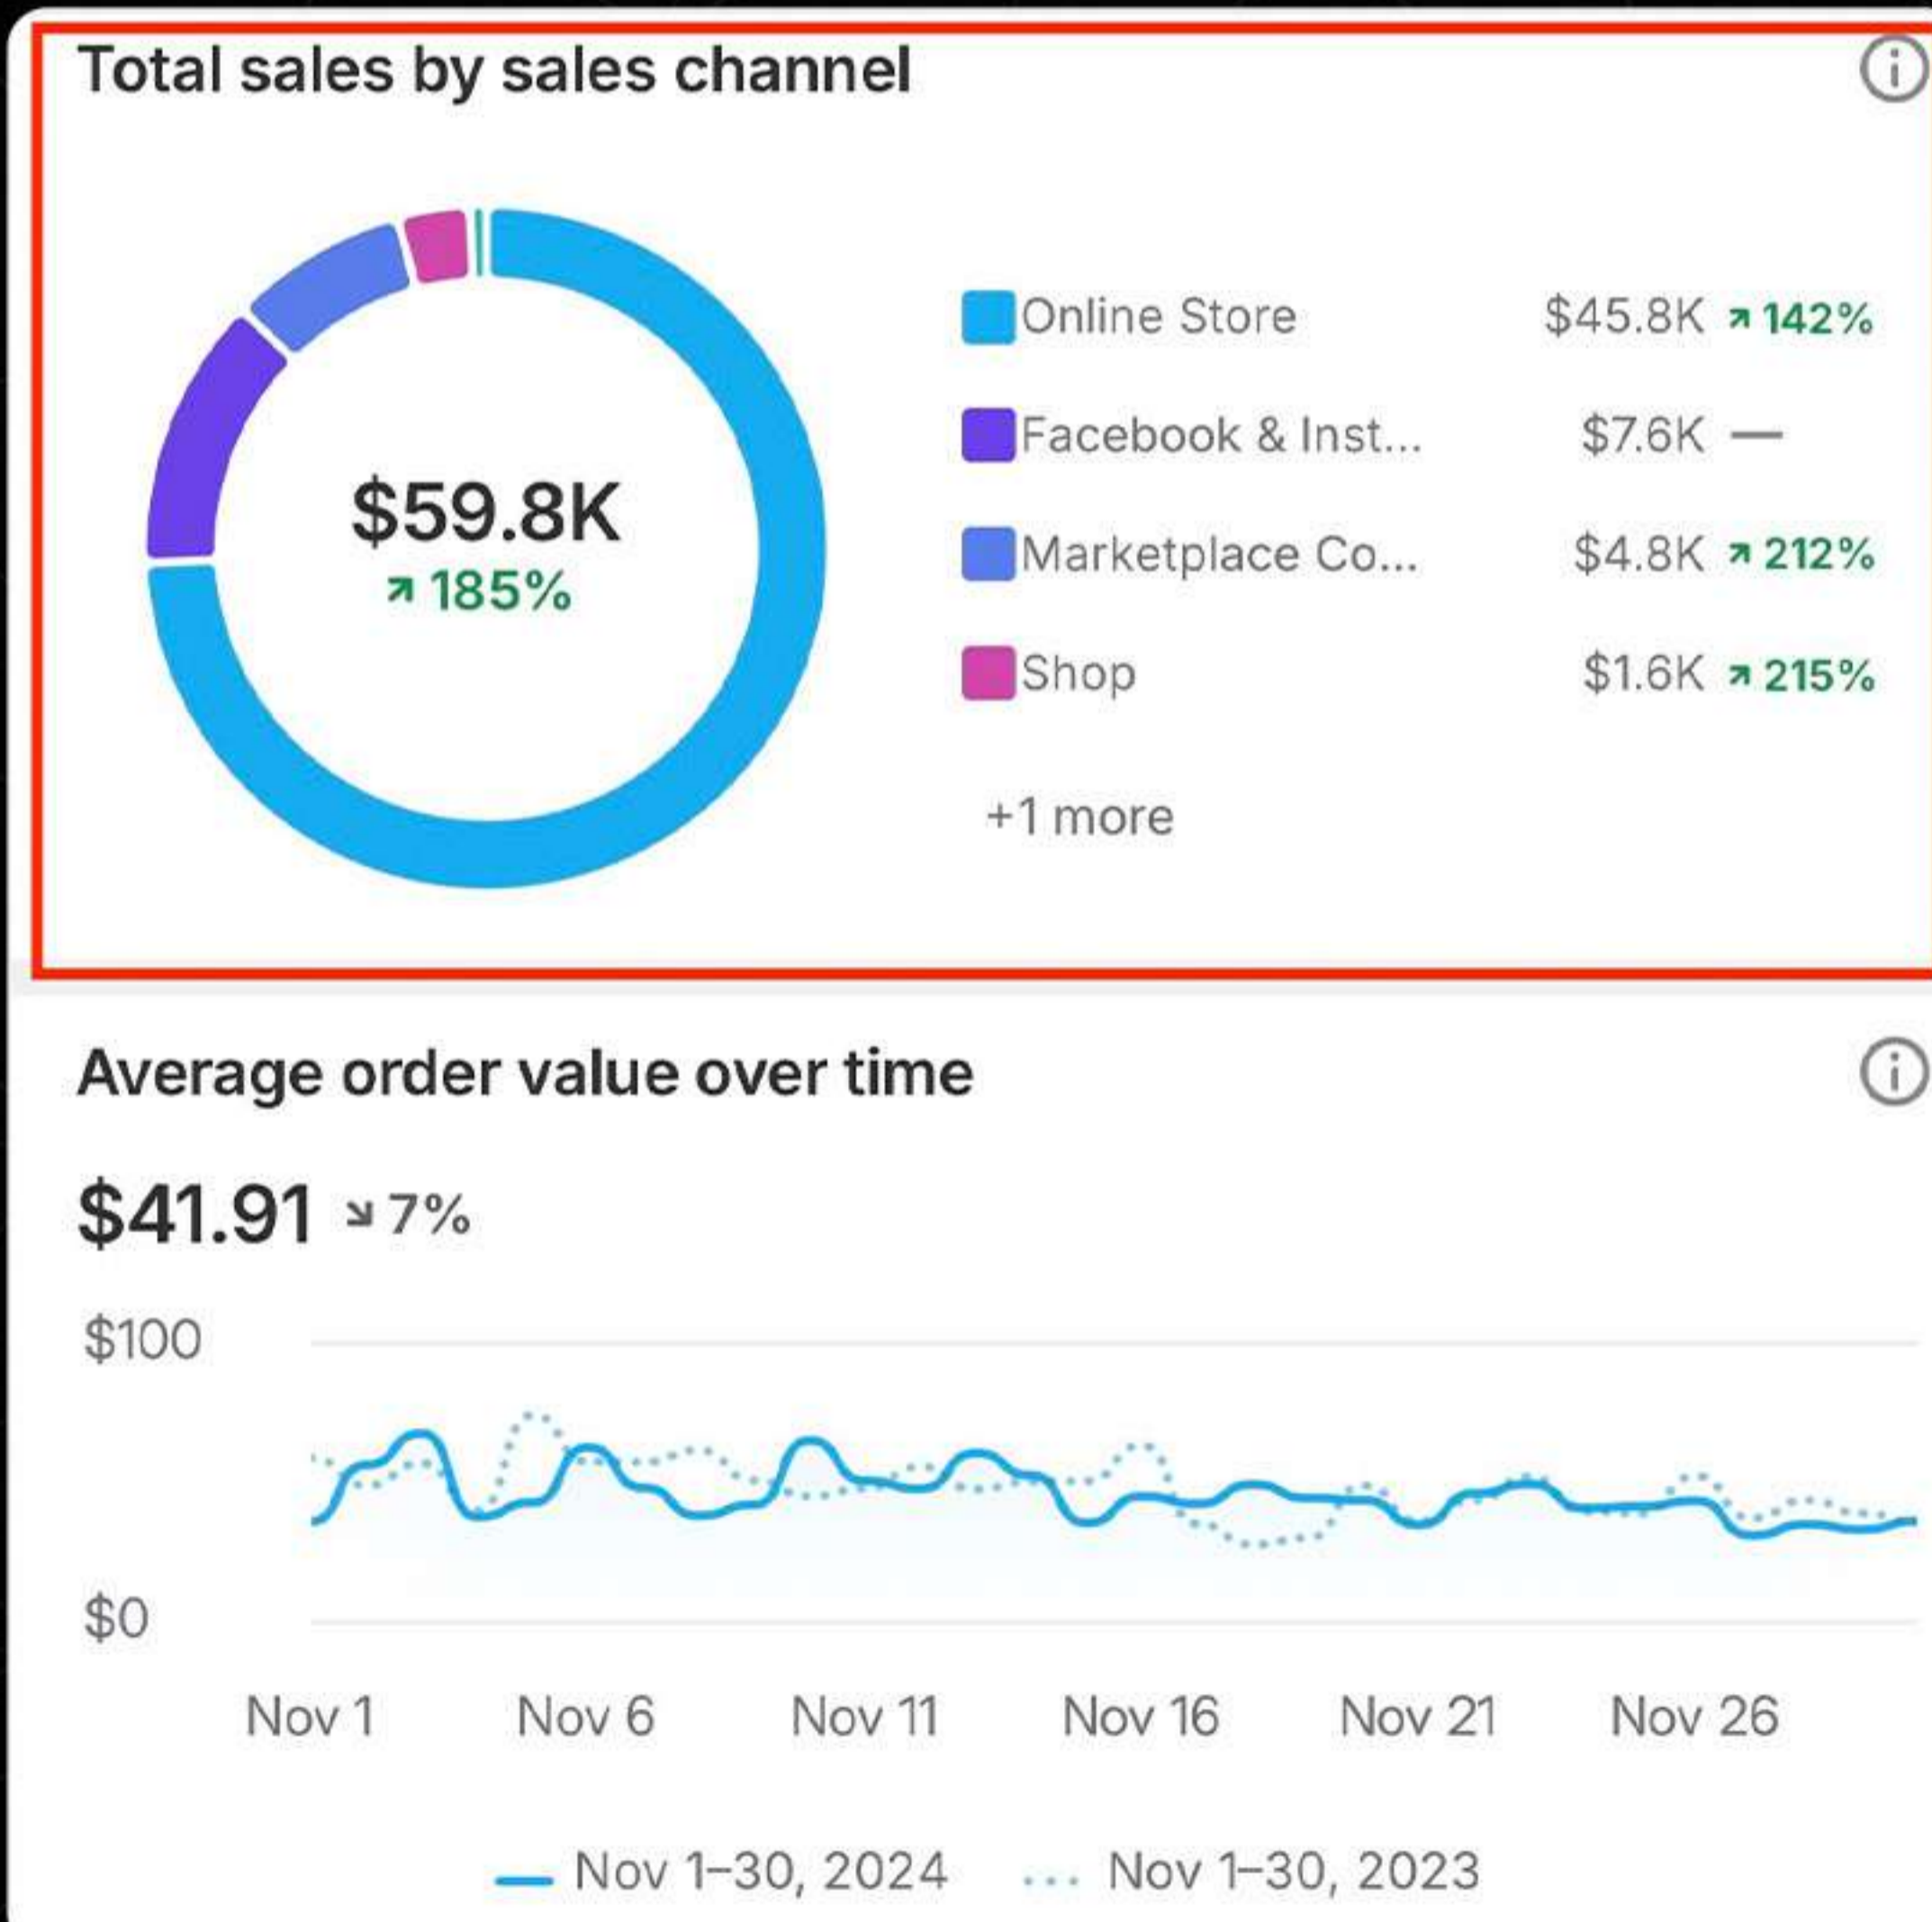 Total sales by sales channel
$59.8K
185%
Online Store $45.8K 142%
Facebook & Inst... $7.6K —
Marketplace Co... $4.8K 212%
Shop $1.6K 215%
+1 more
Average order value over time
$41.91 7%
$100
$0
Nov 1 Nov 6 Nov 11 Nov 16 Nov 21 Nov 26
Nov 1–30, 2024 Nov 1–30, 2023